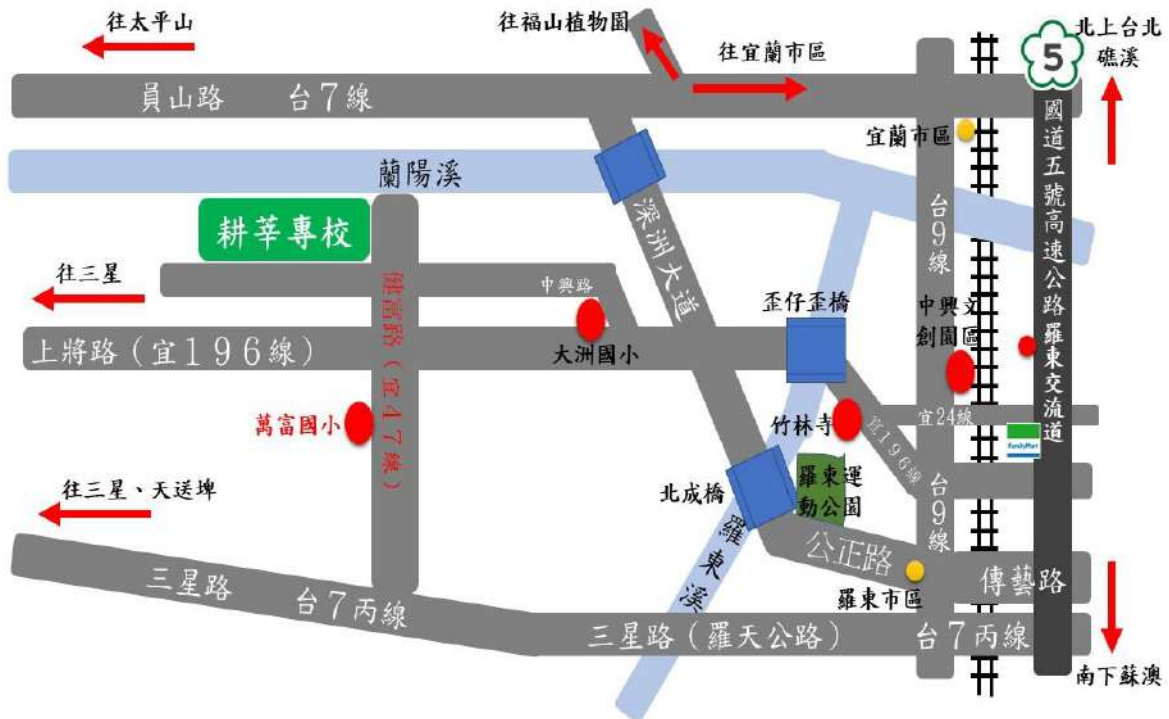 往太平山
往福山植物園
往宜蘭市區
5
北上台北
礁溪
員山路 台7線
宜蘭市區
國道五號高速公路羅東交流道
蘭陽溪
耕莘專校
深洲大道
台9線
往三星
中興路
歪仔歪橋
中興文
創園區
健富路(宜47線)
上將路(宜196線)
大洲國小
萬富國小
竹林寺
宜24線
宜196線
FamilyMart
往三星、天送埤
北成橋
羅東運
動公園
台9線
羅東溪
公正路
傳藝路
三星路 台7丙線
羅東市區
三星路(羅天公路) 台7丙線
南下蘇澳